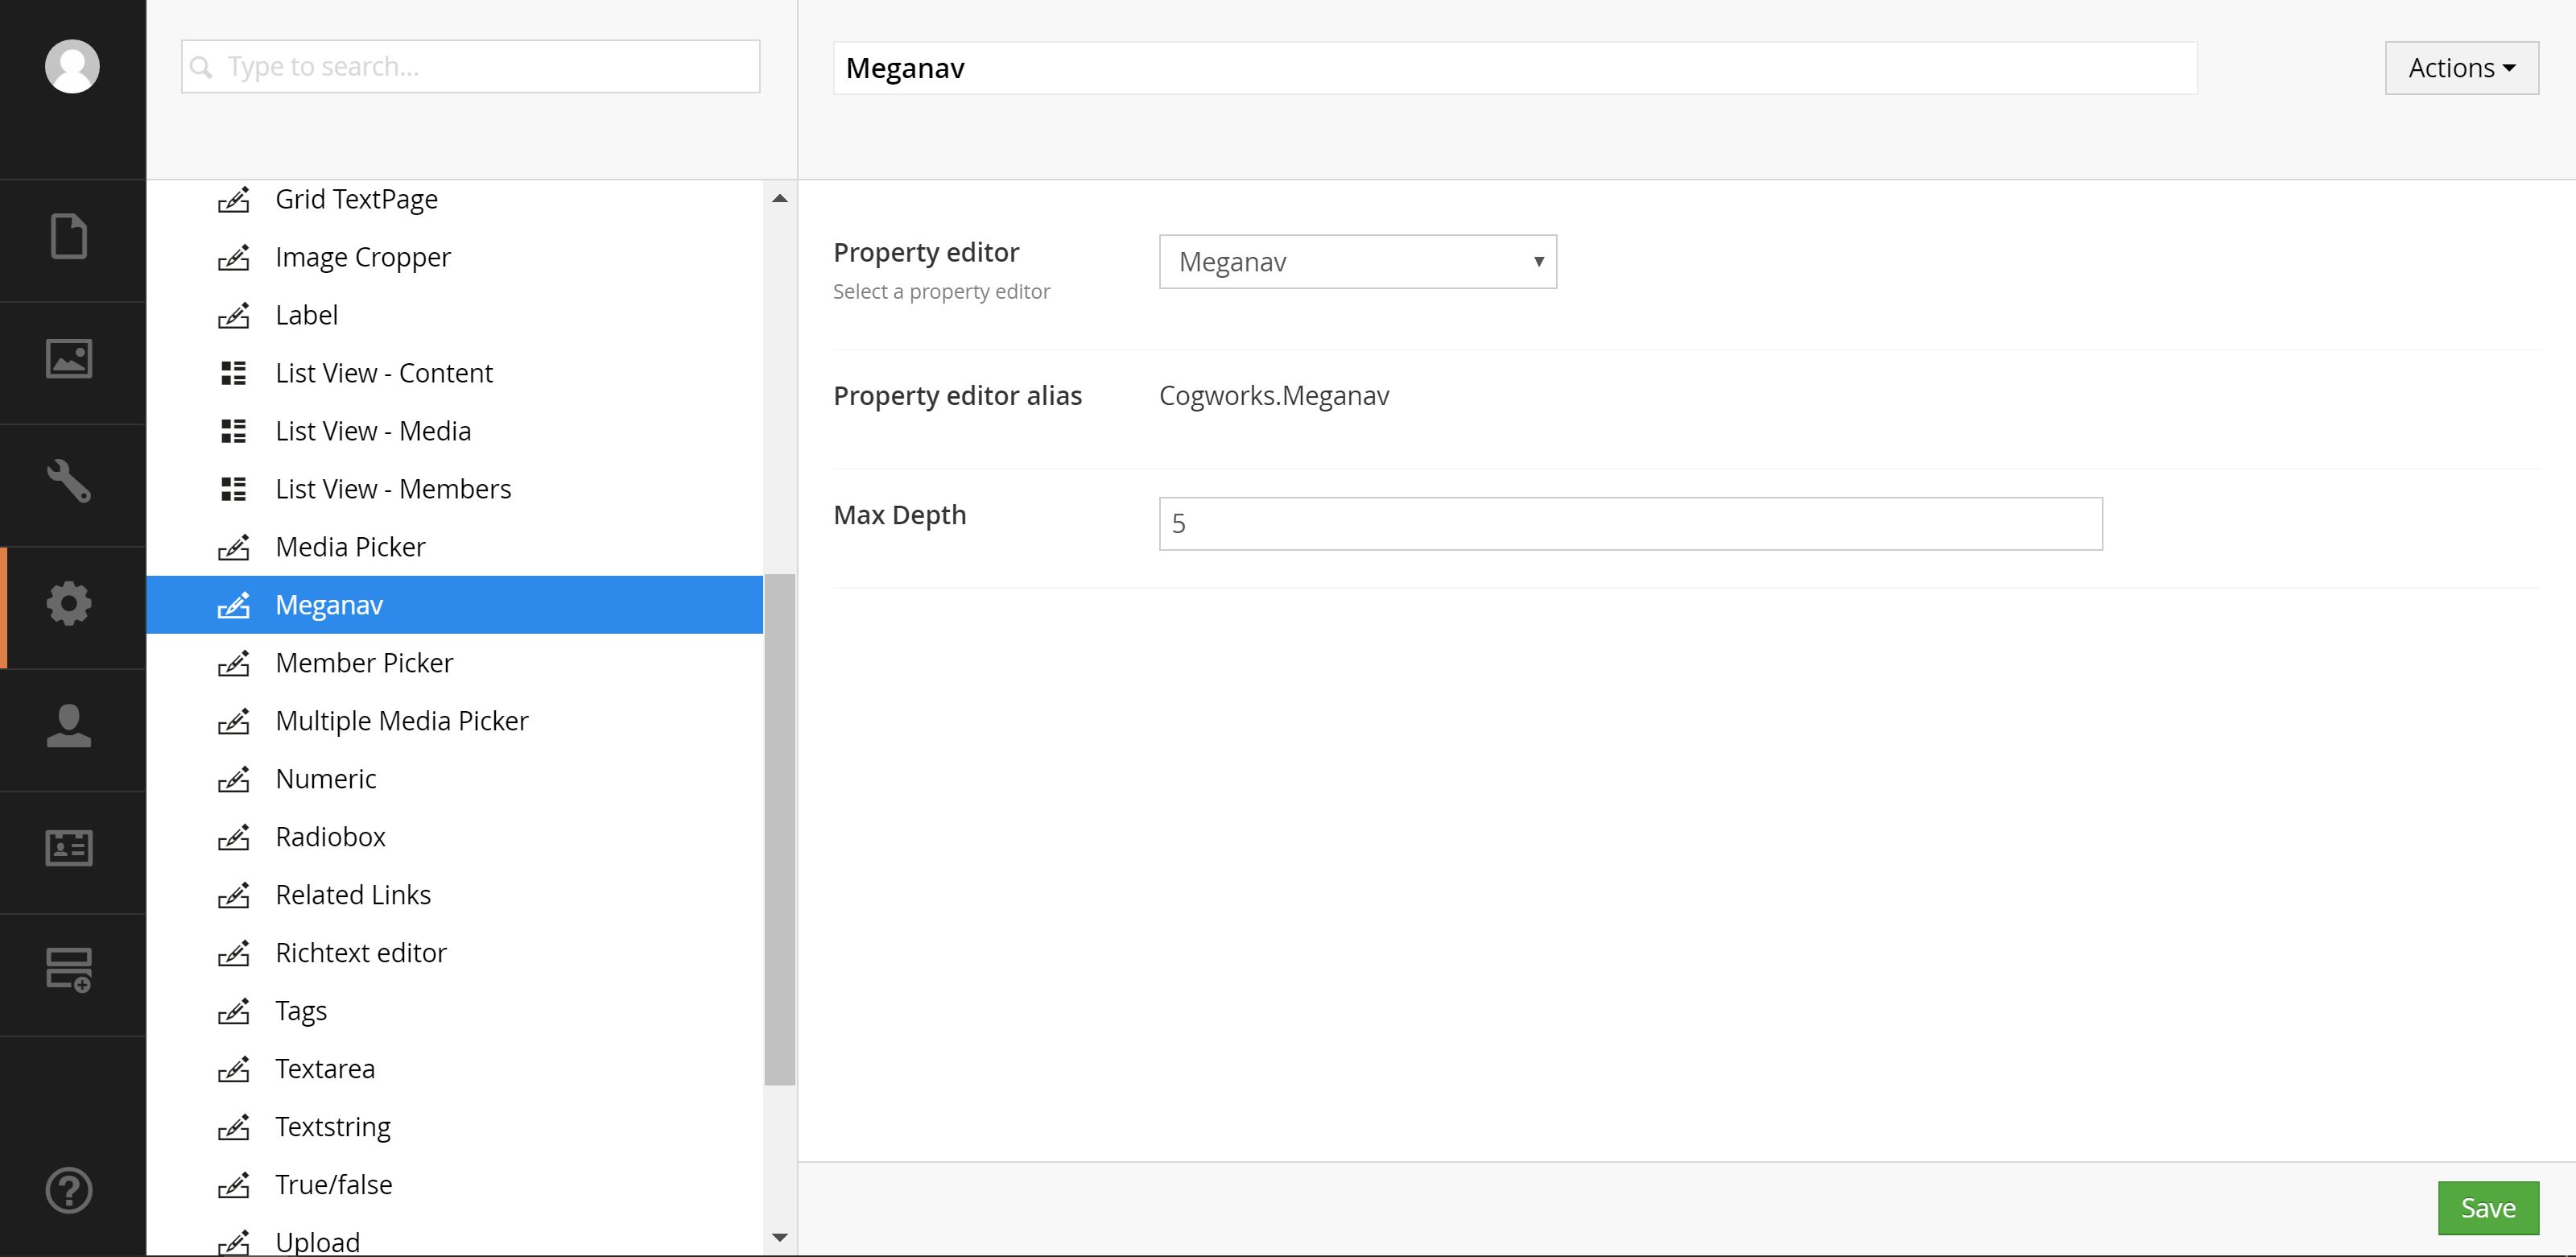 Type to search...
Meganav
Actions
Grid TextPage
Image Cropper
Label
List View - Content
List View - Media
List View - Members
Media Picker
Meganav
Member Picker
Multiple Media Picker
Numeric
Radiobox
Related Links
Richtext editor
Tags
Textarea
Textstring
True/false
Upload
Property editor
Meganav
Select a property editor
Property editor alias
Cogworks.Meganav
Max Depth
5
Save